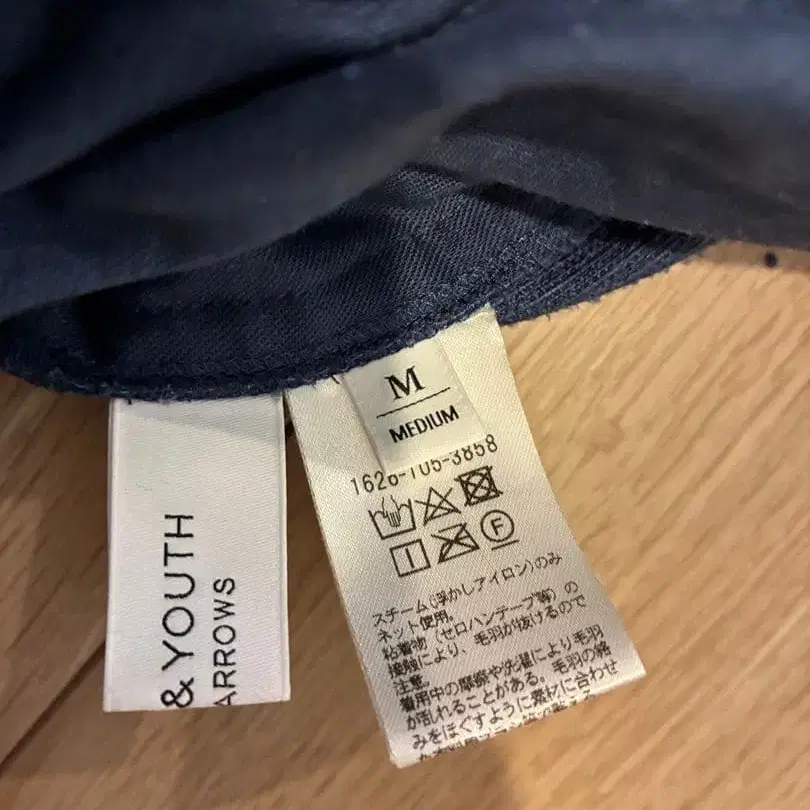 & YOUTH
ARROWS
M
MEDIUM
1626-105-3858
F
スチーム(浮かしアイロン)のみ
ネット使用。
粘着物(セロハンテープ等)の
接触により、毛羽が抜けるので
注意。
着用中の摩擦や洗濯により毛羽
が乱れることがある。毛羽の絡
みをほぐすように素材に合わせ